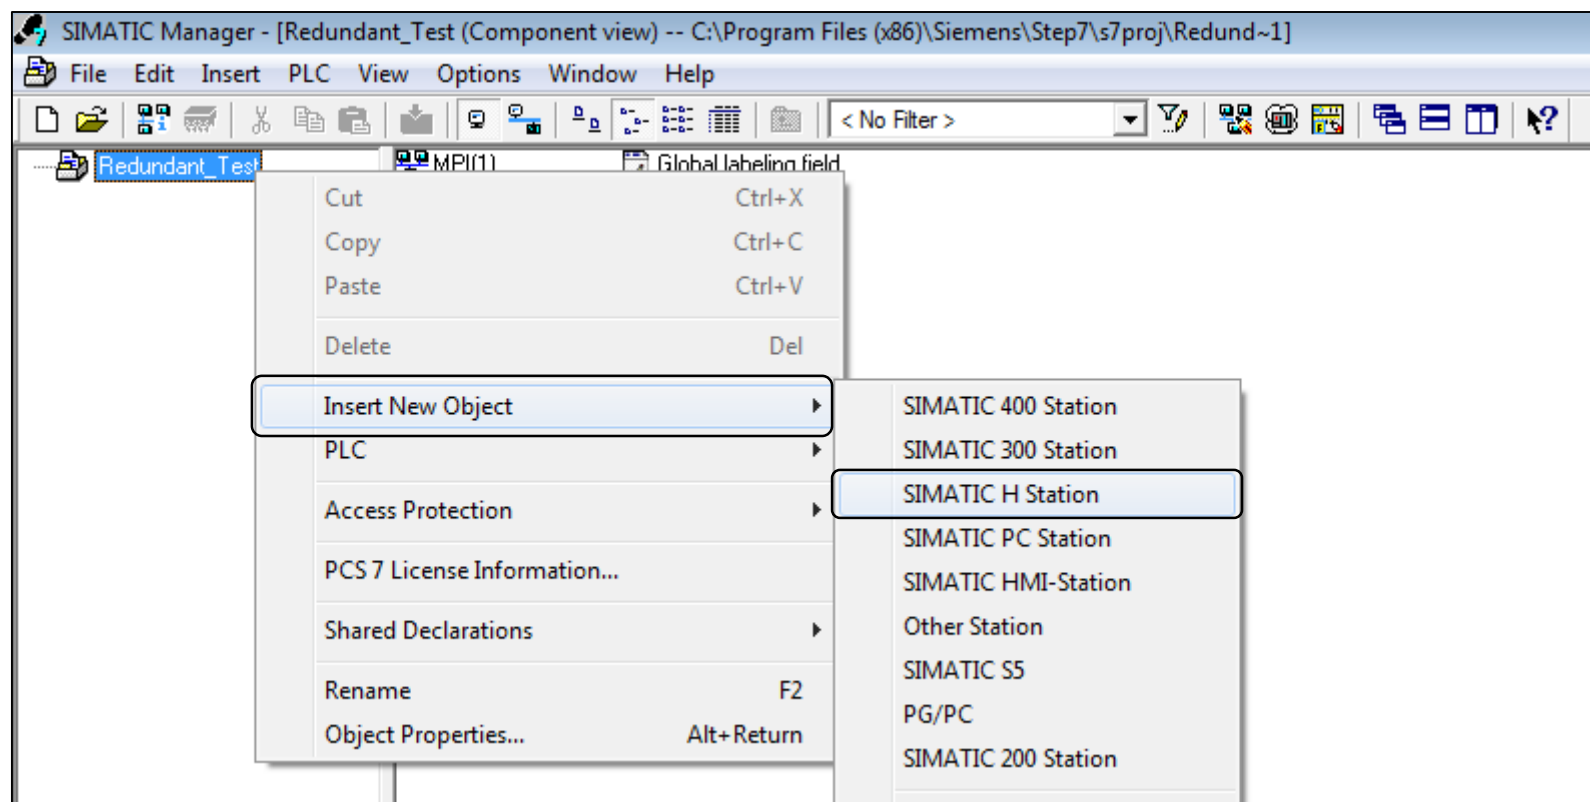 SIMATIC Manager - [Redundant_Test (Component view) -- C:\Program Files (x86)\Siemens\Step7\s7proj\Redund~1]
File Edit Insert PLC View Options Window Help
< No Filter >
Redundant_Test
MPI(1)
Global labeling field
Cut Ctrl+X
Copy Ctrl+C
Paste Ctrl+V
Delete Del
Insert New Object
PLC
Access Protection
PCS 7 License Information...
Shared Declarations
Rename F2
Object Properties... Alt+Return
SIMATIC 400 Station
SIMATIC 300 Station
SIMATIC H Station
SIMATIC PC Station
SIMATIC HMI-Station
Other Station
SIMATIC S5
PG/PC
SIMATIC 200 Station